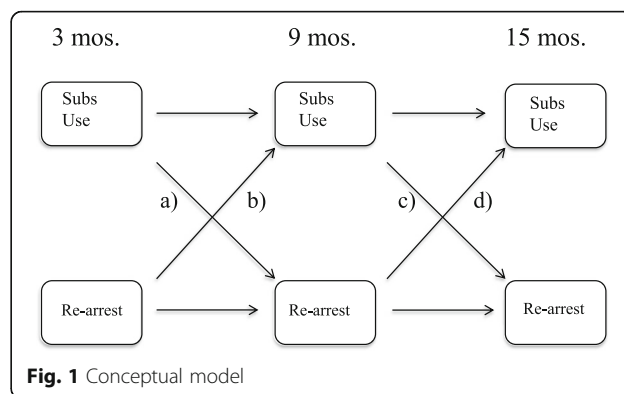 3 mos. 9 mos. 15 mos.
Subs
Use
Subs
Use
Subs
Use
a) b) c) d)
Re-arrest Re-arrest Re-arrest
Fig. 1 Conceptual model